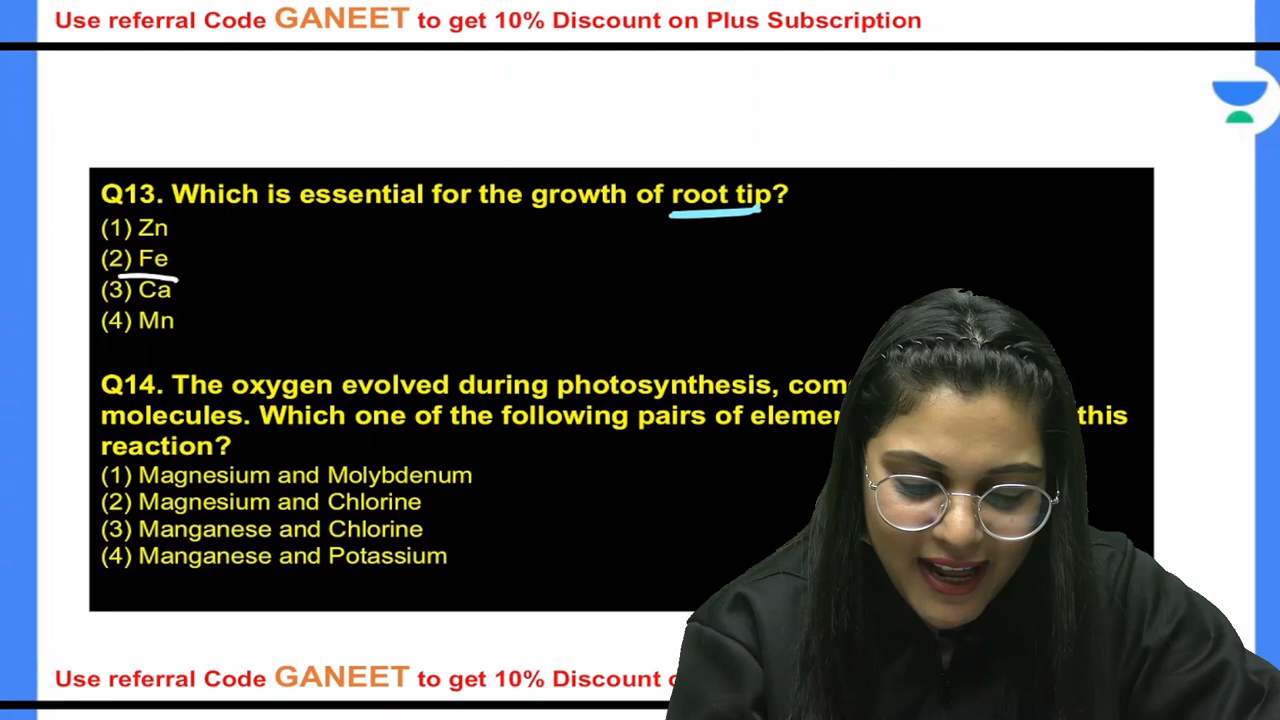 Use referral Code GANEET to get 10% Discount on Plus Subscription
Q13. Which is essential for the growth of root tip?
(1) Zn
(2) Fe
(3) Ca
(4) Mn
Q14. The oxygen evolved during photosynthesis,
molecules. Which one of the following pairs of this
reaction?
(1) Magnesium and Molybdenum
(2) Magnesium and Chlorine
(3) Manganese and Chlorine
(4) Manganese and Potassium
Use referral Code GANEET to get 10% Discount